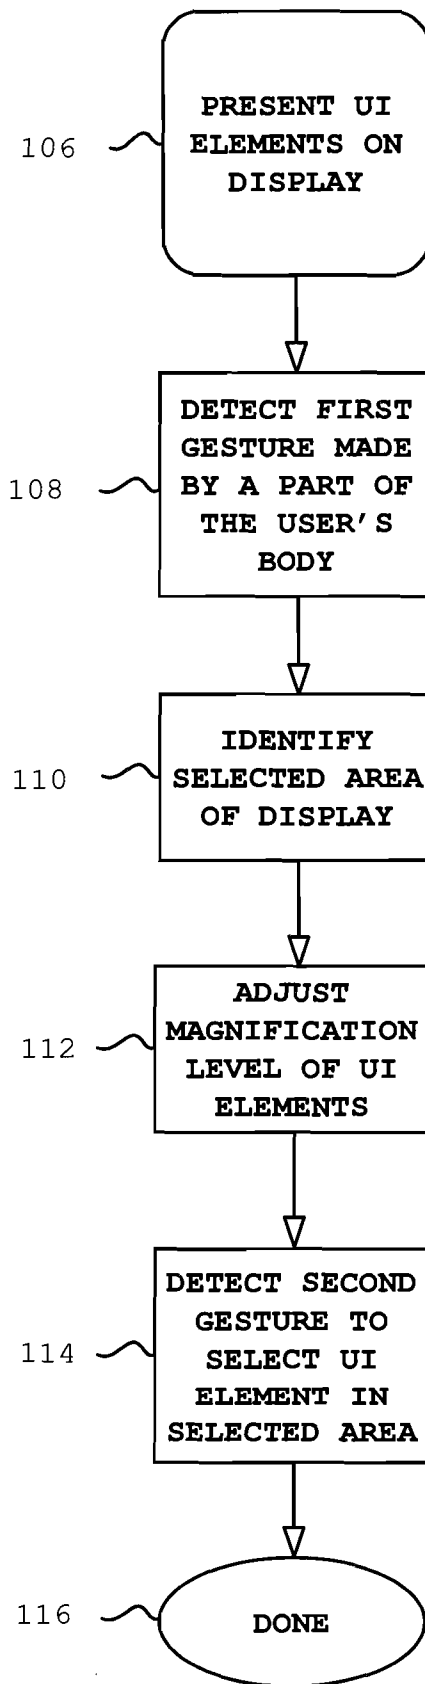 106
PRESENT UI
ELEMENTS ON
DISPLAY
108
DETECT FIRST
GESTURE MADE
BY A PART OF
THE USER'S
BODY
110
IDENTIFY
SELECTED AREA
OF DISPLAY
112
ADJUST
MAGNIFICATION
LEVEL OF UI
ELEMENTS
114
DETECT SECOND
GESTURE TO
SELECT UI
ELEMENT IN
SELECTED AREA
116
DONE